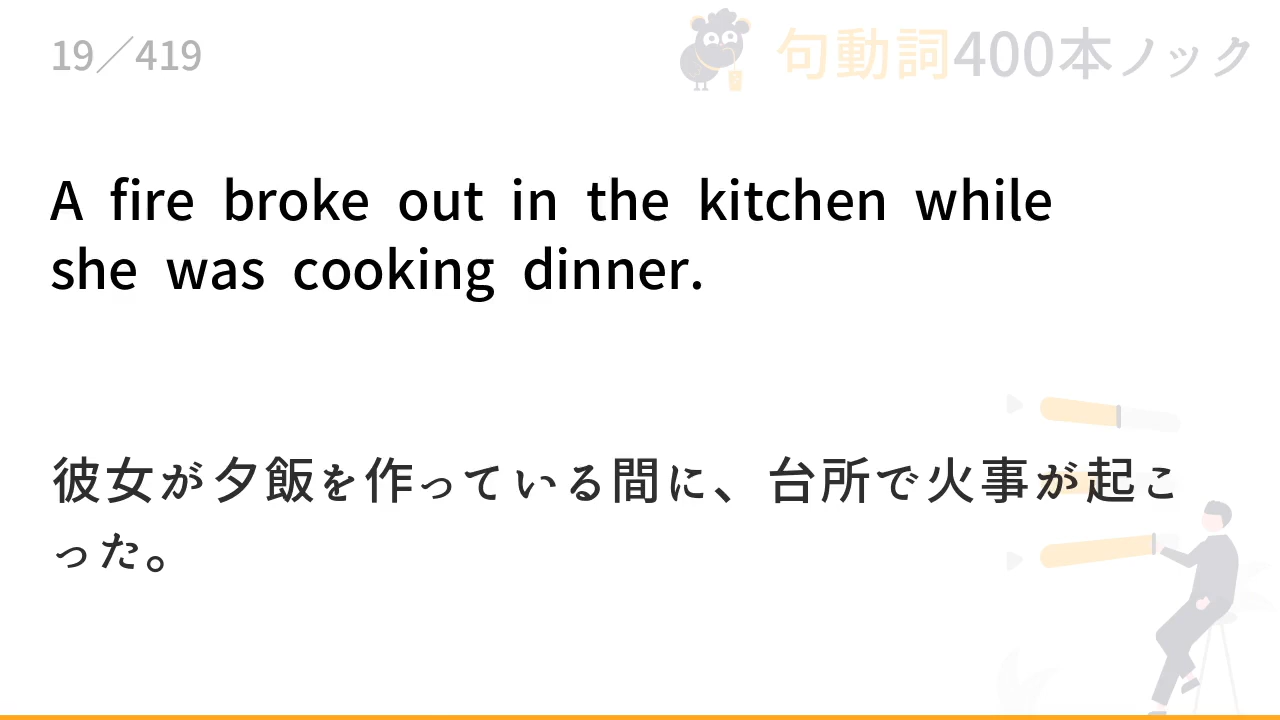 19／419
句動詞400本ノック
A fire broke out in the kitchen while
she was cooking dinner.
彼女が夕飯を作っている間に、台所で火事が起こ
った。